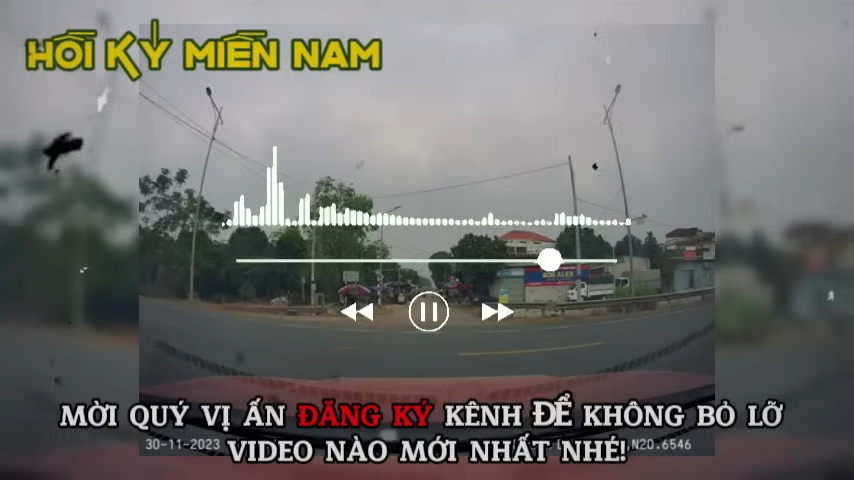 HỒI KÝ MIỀN NAM
MỜI QUÝ VỊ ẤN ĐĂNG KÝ KÊNH ĐỂ KHÔNG BỎ LỠ
30-11-2023
N20.6546
VIDEO NÀO MỚI NHẤT NHÉ!